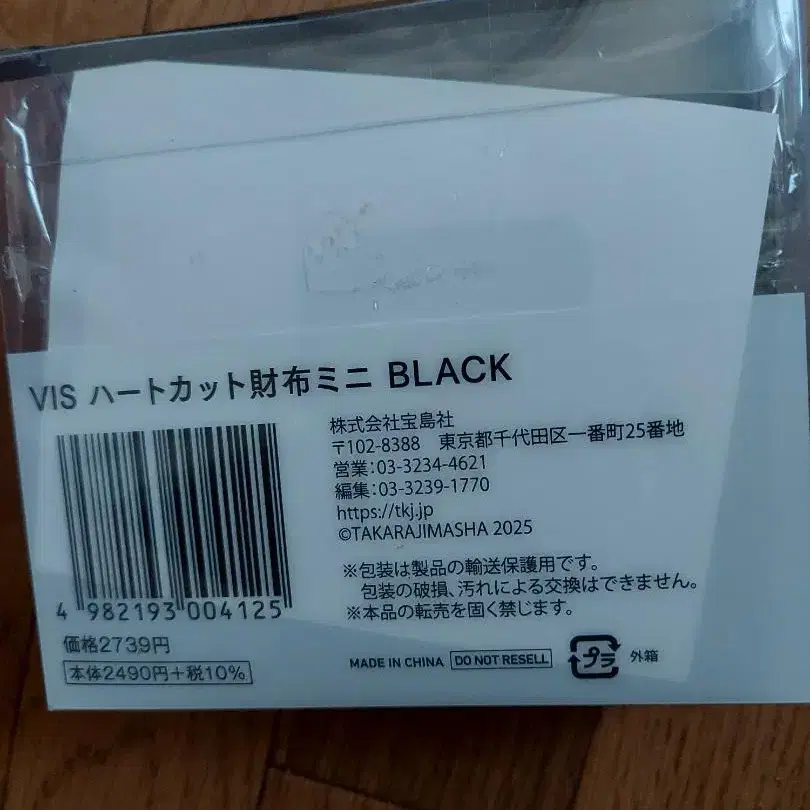 VIS ハートカット財布ミニ BLACK
株式会社宝島社
〒102-8388 東京都千代田区一番町25番地
営業:03-3234-4621
編集:03-3239-1770
https://tkj.jp
©TAKARAJIMASHA 2025
※包装は製品の輸送保護用です。
包装の破損、汚れによる交換はできません。
※本品の転売を固く禁じます。
4 982193 004125
価格2739円
本体2490円+税10%
MADE IN CHINA DO NOT RESELL プラ 外箱